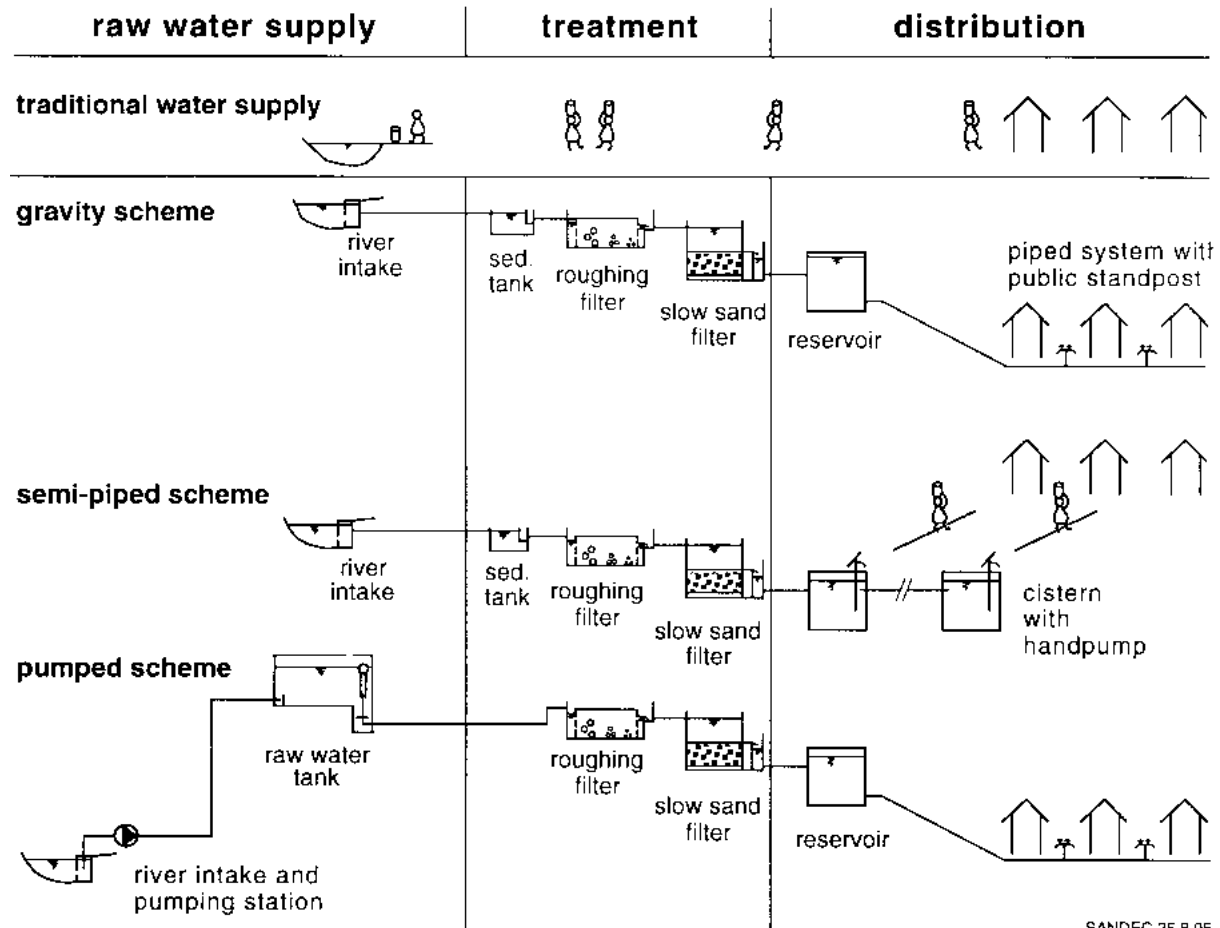 raw water supply
treatment
distribution
traditional water supply
gravity scheme
river
intake
sed.
tank
roughing
filter
slow sand
filter
reservoir
piped system with
public standpost
semi-piped scheme
river
intake
sed.
tank
roughing
filter
slow sand
filter
cistern
with
handpump
pumped scheme
raw water
tank
river intake and
pumping station
roughing
filter
slow sand
filter
reservoir
SANDEC